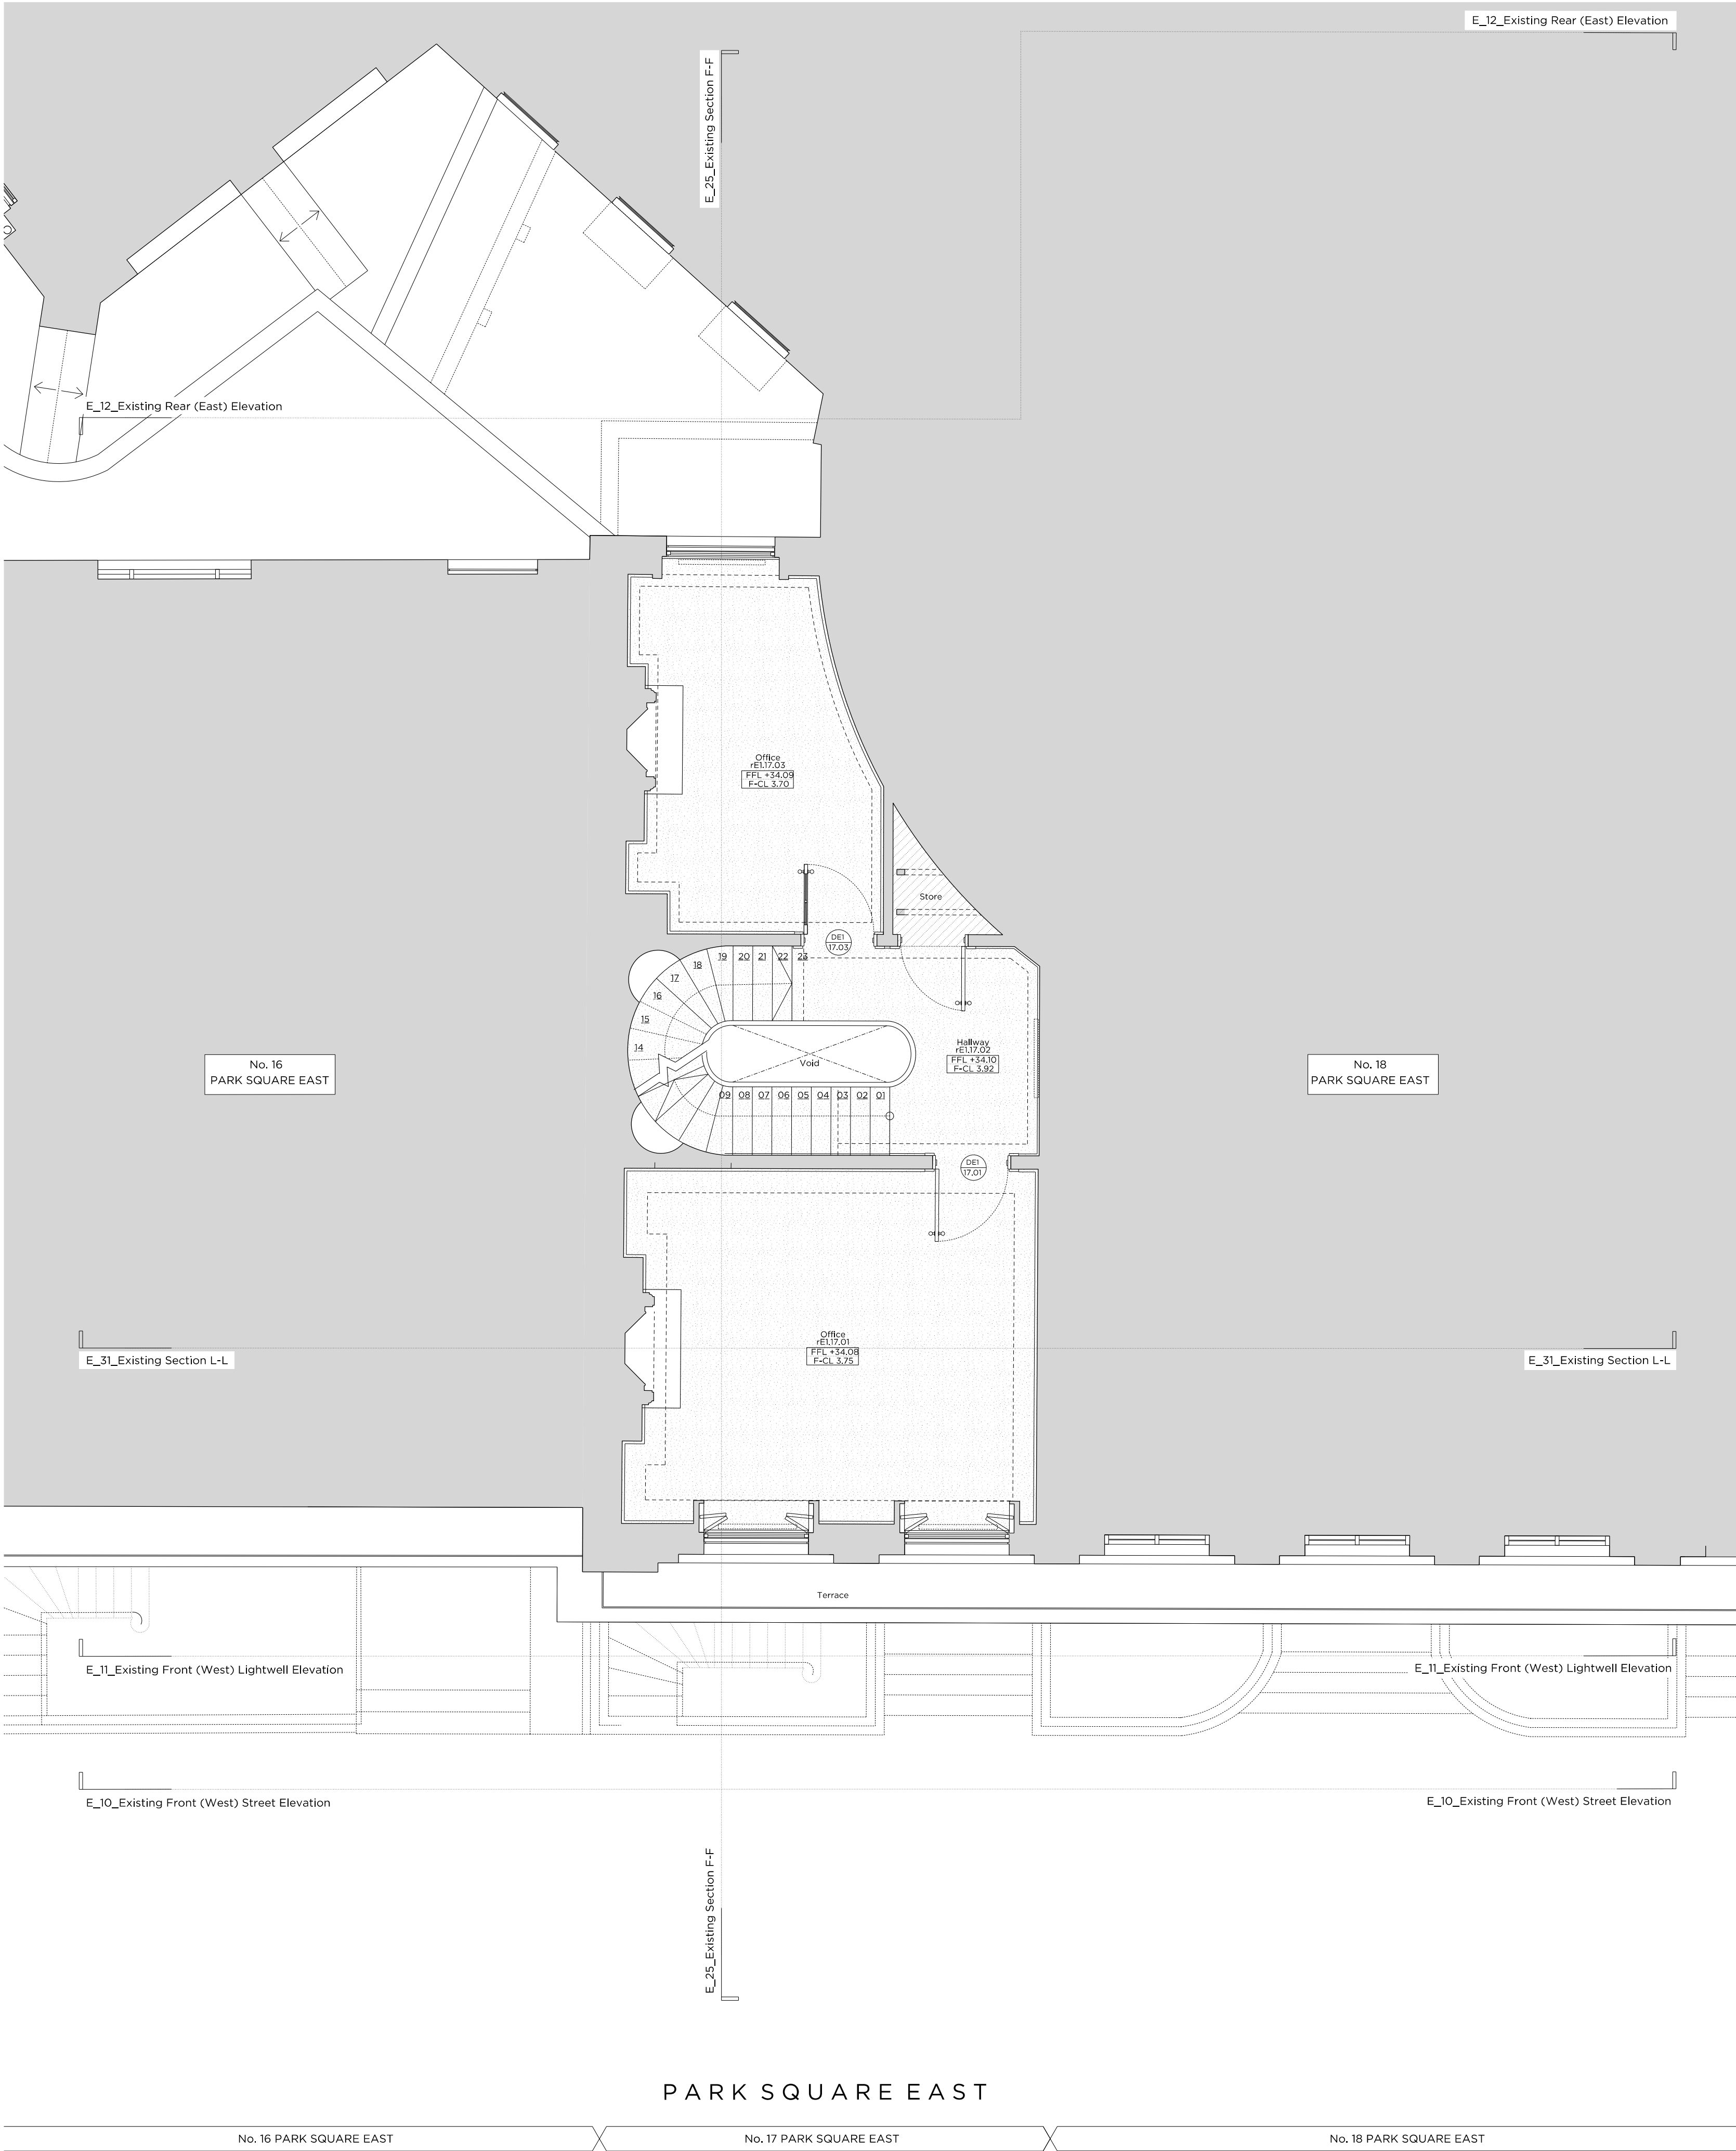 E_12_Existing Rear (East) Elevation
E_25_Existing Section F-F
E_12_Existing Rear (East) Elevation
Office
rE1.17.03
FFL +34.09
F-CL 3.70
Store
DE1
17.03
19
20
21
22
23
18
17
16
15
14
Void
Hallway
rE1.17.02
FFL +34.10
F-CL 3.92
No. 16
PARK SQUARE EAST
No. 18
PARK SQUARE EAST
09
08
07
06
05
04
03
02
01
DE1
17.01
Office
rE1.17.01
FFL +34.08
F-CL 3.75
E_31_Existing Section L-L
E_31_Existing Section L-L
Terrace
E_11_Existing Front (West) Lightwell Elevation
E_11_Existing Front (West) Lightwell Elevation
E_10_Existing Front (West) Street Elevation
E_10_Existing Front (West) Street Elevation
E_25_Existing Section F-F
PARK SQUARE EAST
No. 16 PARK SQUARE EAST
No. 17 PARK SQUARE EAST
No. 18 PARK SQUARE EAST